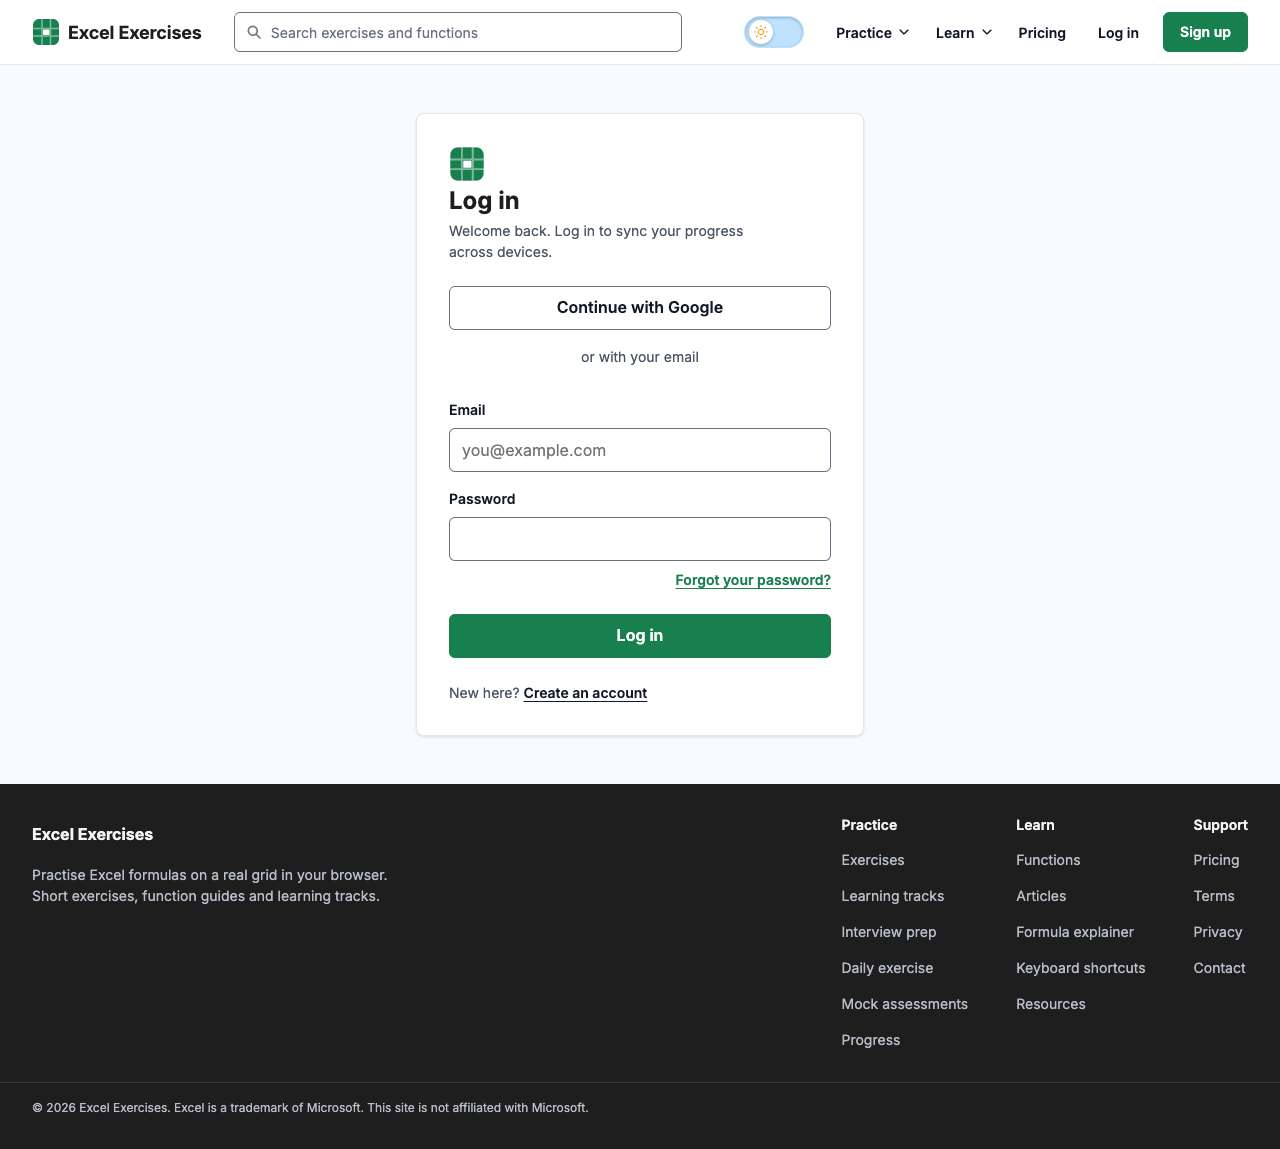 Excel Exercises
Search exercises and functions
Practice
Learn
Pricing
Log in
Sign up
Log in
Welcome back. Log in to sync your progress
across devices.
Continue with Google
or with your email
Email
you@example.com
Password
Forgot your password?
Log in
New here? Create an account
Excel Exercises
Practise Excel formulas on a real grid in your browser.
Short exercises, function guides and learning tracks.
Practice
Exercises
Learning tracks
Interview prep
Daily exercise
Mock assessments
Progress
Learn
Functions
Articles
Formula explainer
Keyboard shortcuts
Resources
Support
Pricing
Terms
Privacy
Contact
© 2026 Excel Exercises. Excel is a trademark of Microsoft. This site is not affiliated with Microsoft.